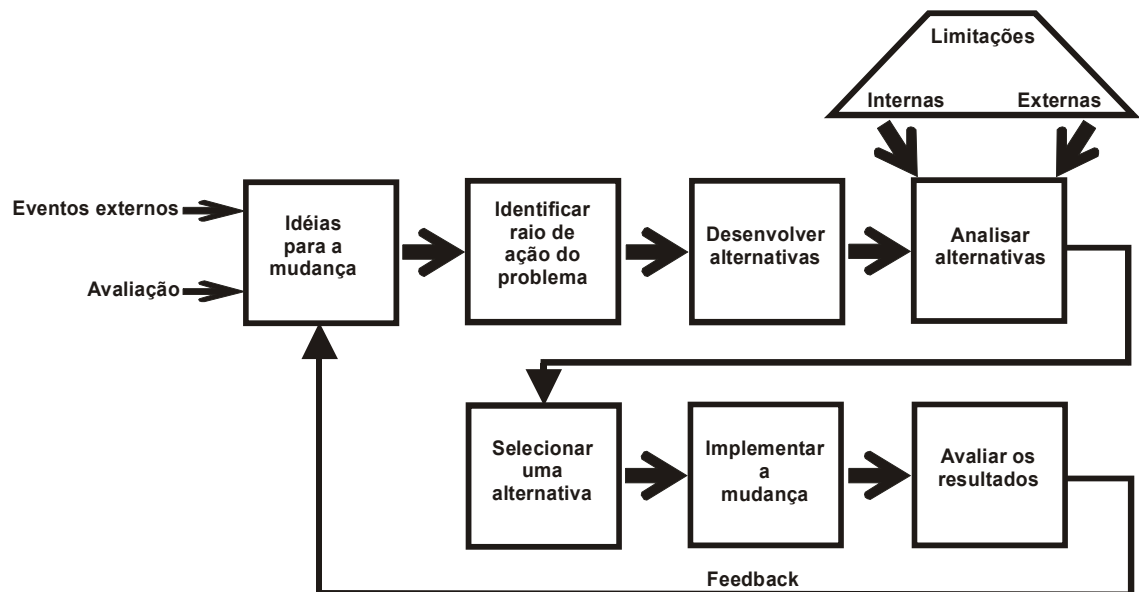 Limitações
Internas Externas
Eventos externos
Avaliação
Idéias
para a
mudança
Identificar
raio de
ação do
problema
Desenvolver
alternativas
Analisar
alternativas
Selecionar
uma
alternativa
Implementar
a
mudança
Avaliar os
resultados
Feedback